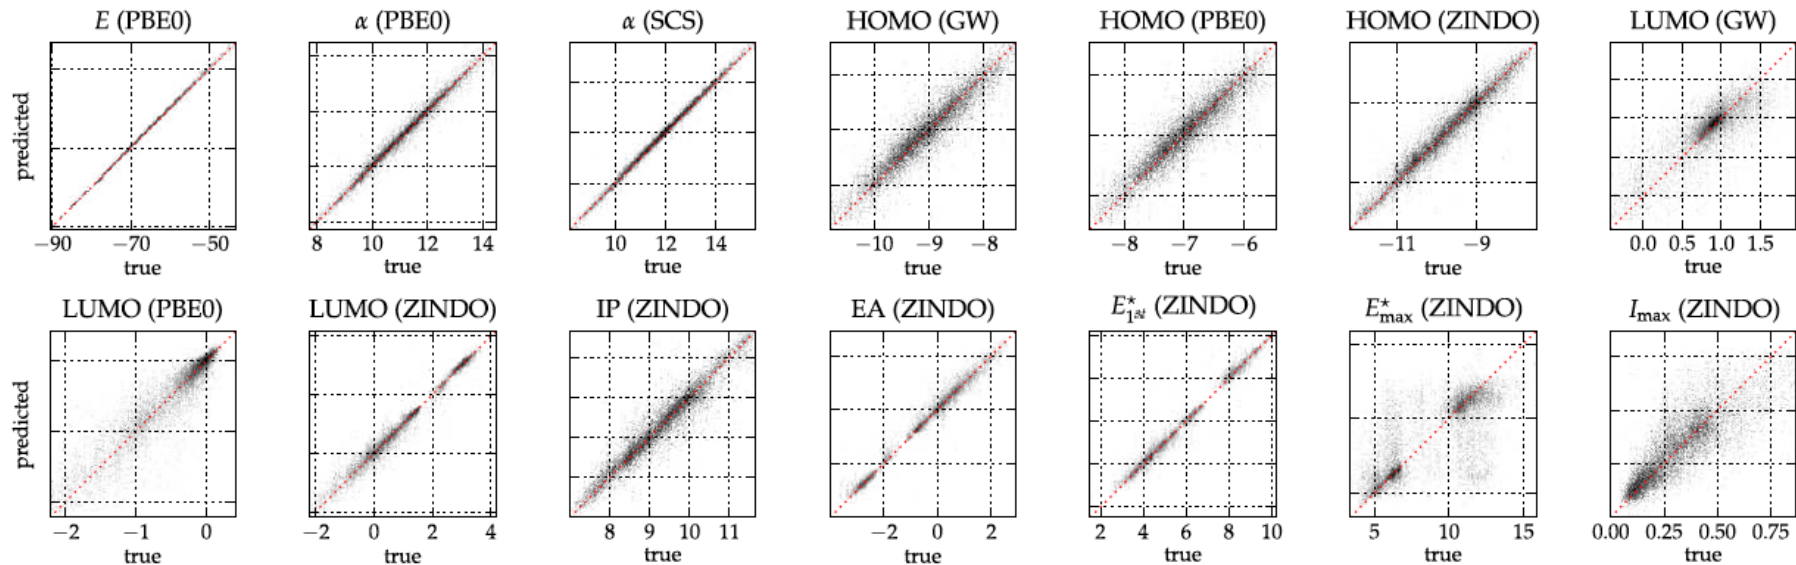 E (PBE0) α (PBE0) α (SCS) HOMO (GW) HOMO (PBE0) HOMO (ZINDO) LUMO (GW)
predicted
−90 −70 −50 8 10 12 14 10 12 14 −10 −9 −8 −8 −7 −6 −11 −9 0.0 0.5 1.0 1.5
true true true true true true true
LUMO (PBE0) LUMO (ZINDO) IP (ZINDO) EA (ZINDO) E*1st (ZINDO) E*max (ZINDO) Imax (ZINDO)
predicted
−2 −1 0 −2 0 2 4 8 9 10 11 −2 0 2 2 4 6 8 10 5 10 15 0.00 0.25 0.50 0.75
true true true true true true true